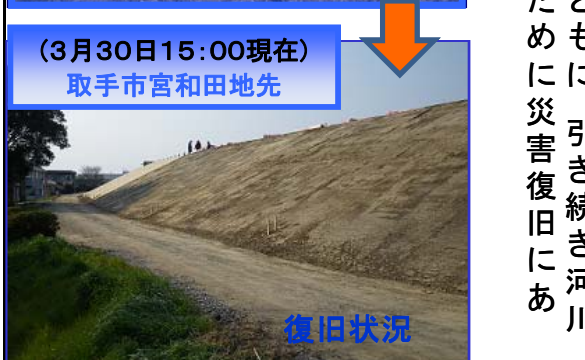 (3月30日15:00現在)
取手市宮和田地先
復旧状況
ともに、引き続き河川
ために災害復旧にあ